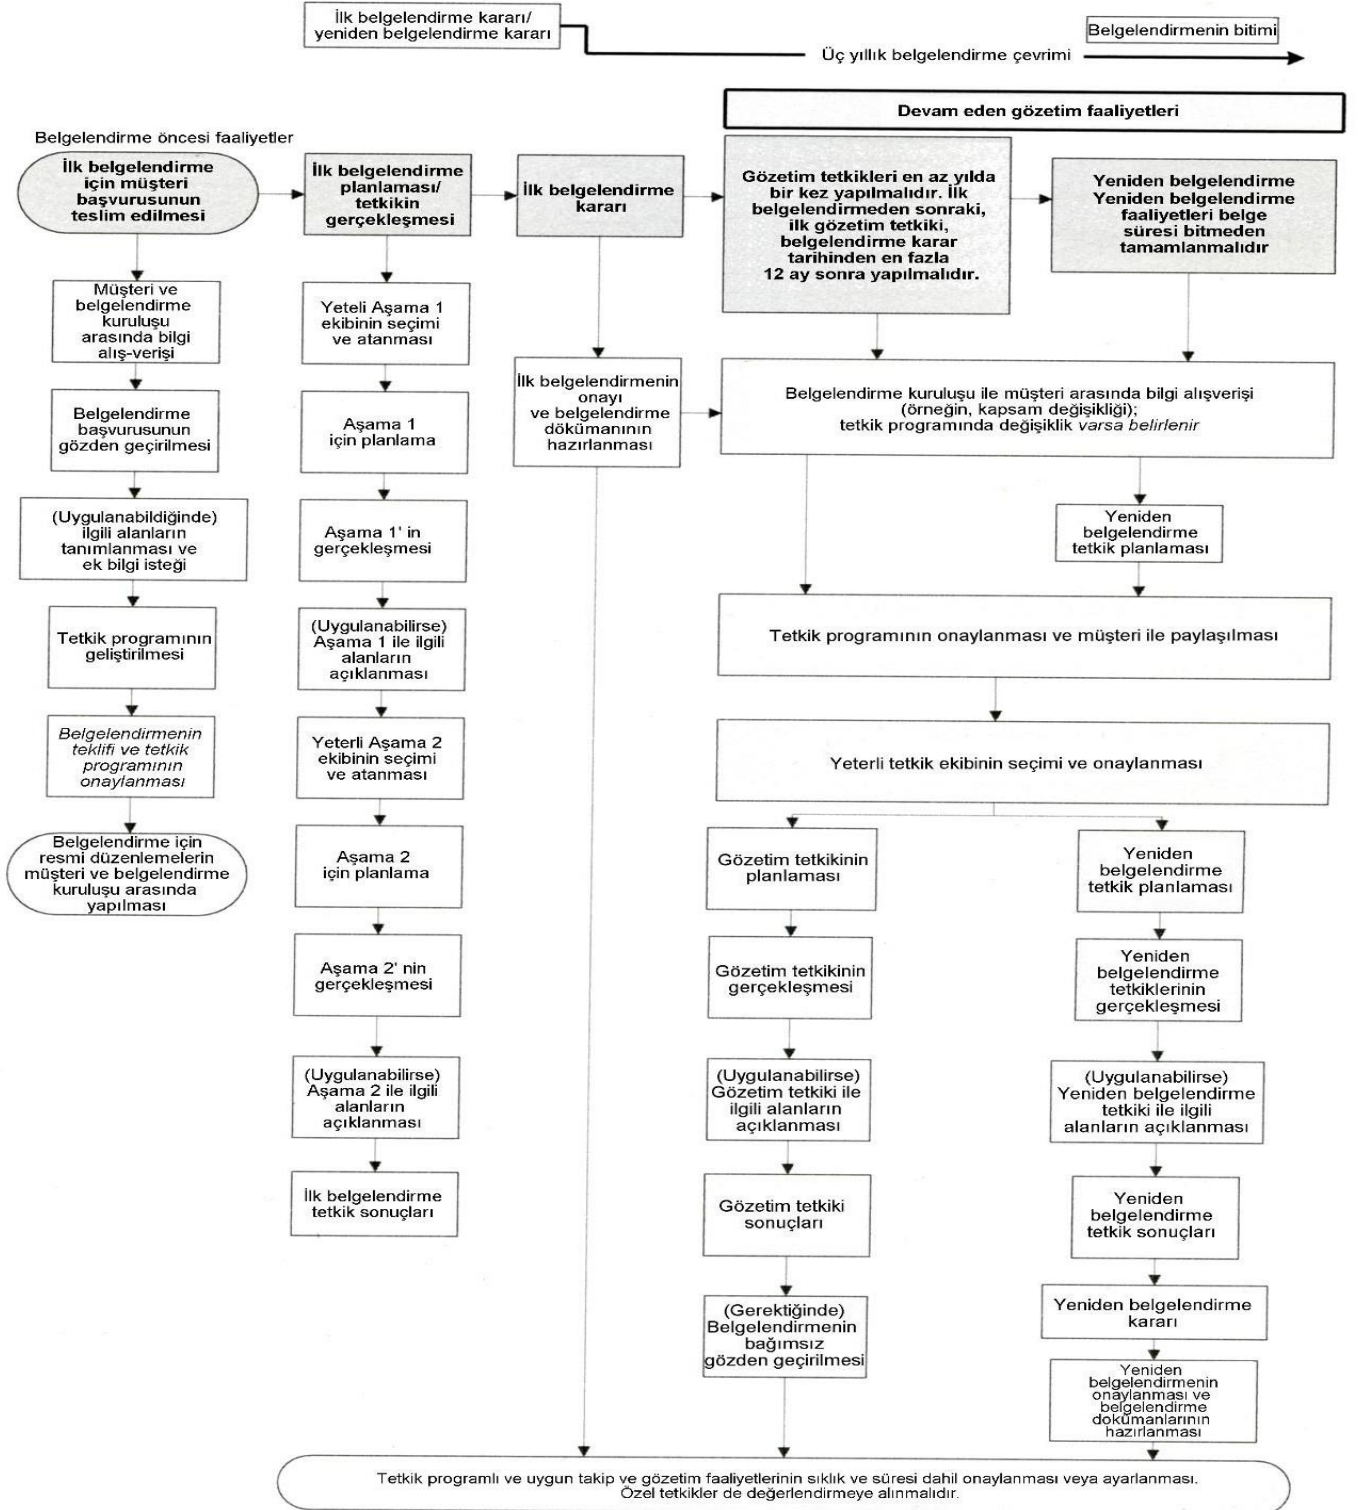 İlk belgelendirme kararı/
yeniden belgelendirme kararı
Belgelendirmenin bitimi
Üç yıllık belgelendirme çevrimi
Devam eden gözetim faaliyetleri
Belgelendirme öncesi faaliyetler
İlk belgelendirme
için müşteri
başvurusunun
teslim edilmesi
İlk belgelendirme
planlaması/
tetkikin
gerçekleşmesi
İlk belgelendirme
kararı
Gözetim tetkikleri en az yılda
bir kez yapılmalıdır. İlk
belgelendirmeden sonraki,
ilk gözetim tetkiki,
belgelendirme karar
tarihinden en fazla
12 ay sonra yapılmalıdır.
Yeniden belgelendirme
Yeniden belgelendirme
faaliyetleri belge
süresi bitmeden
tamamlanmalıdır
Müşteri ve
belgelendirme
kuruluşu
arasında bilgi
alış-verişi
Belgelendirme
başvurusunun
gözden geçirilmesi
(Uygulanabildiğinde)
ilgili alanların
tanımlanması ve
ek bilgi isteği
Tetkik programının
geliştirilmesi
Belgelendirmenin
teklifi ve tetkik
programının
onaylanması
Belgelendirme için
resmi düzenlemelerin
müşteri ve belgelendirme
kuruluşu arasında
yapılması
Yeteli Aşama 1
ekibinin seçimi
ve atanması
Aşama 1
için planlama
Aşama 1' in
gerçekleşmesi
(Uygulanabilirse)
Aşama 1 ile ilgili
alanların
açıklanması
Yeterli Aşama 2
ekibinin seçimi
ve atanması
Aşama 2
için planlama
Aşama 2' nin
gerçekleşmesi
(Uygulanabilirse)
Aşama 2 ile ilgili
alanların
açıklanması
İlk belgelendirme
tetkik sonuçları
İlk belgelendirmenin
onayı
ve belgelendirme
dökümanının
hazırlanması
Belgelendirme kuruluşu ile müşteri arasında bilgi alışverişi
(örneğin, kapsam değişikliği);
tetkik programında değişiklik varsa belirlenir
Yeniden
belgelendirme
tetkik planlaması
Tetkik programının onaylanması ve müşteri ile paylaşılması
Yeterli tetkik ekibinin seçimi ve onaylanması
Gözetim tetkikinin
planlaması
Gözetim tetkikinin
gerçekleşmesi
(Uygulanabilirse)
Gözetim tetkiki ile
ilgili alanların
açıklanması
Gözetim tetkiki
sonuçları
(Gerektiğinde)
Belgelendirmenin
bağımsız
gözden geçirilmesi
Yeniden
belgelendirme
tetkik planlaması
Yeniden
belgelendirme
tetkiklerinin
gerçekleşmesi
(Uygulanabilirse)
Yeniden belgelendirme
tetkiki ile ilgili
alanların açıklanması
Yeniden
belgelendirme
tetkik sonuçları
Yeniden belgelendirme
kararı
Yeniden
belgelendirmenin
onaylanması ve
belgelendirme
dokümanlarının
hazırlanması
Tetkik programlı ve uygun takip ve gözetim faaliyetlerinin sıklık ve süresi dahil onaylanması veya ayarlanması.
Özel tetkikler de değerlendirmeye alınmalıdır.